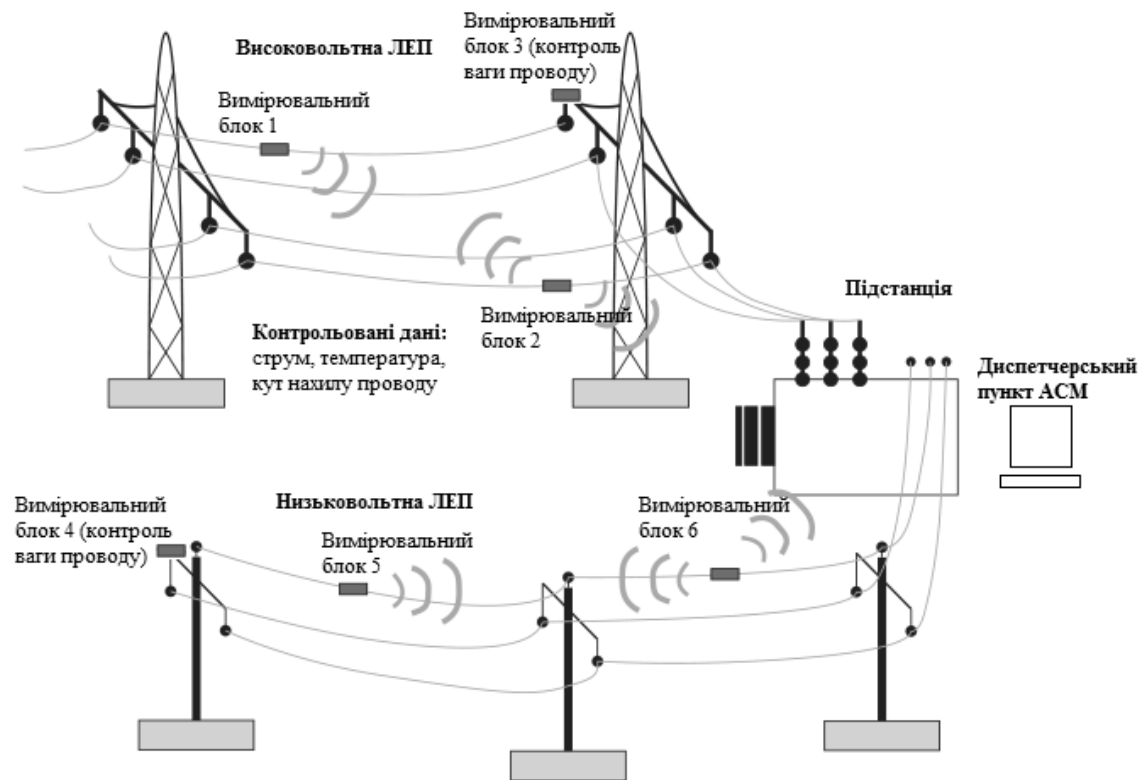 Високовольтна ЛЕП
Вимірювальний
блок 3 (контроль
ваги проводу)
Вимірювальний
блок 1
Вимірювальний
блок 2
Контрольовані дані:
струм, температура,
кут нахилу проводу
Підстанція
Диспетчерський
пункт АСМ
Вимірювальний
блок 4 (контроль
ваги проводу)
Низьковольтна ЛЕП
Вимірювальний
блок 5
Вимірювальний
блок 6